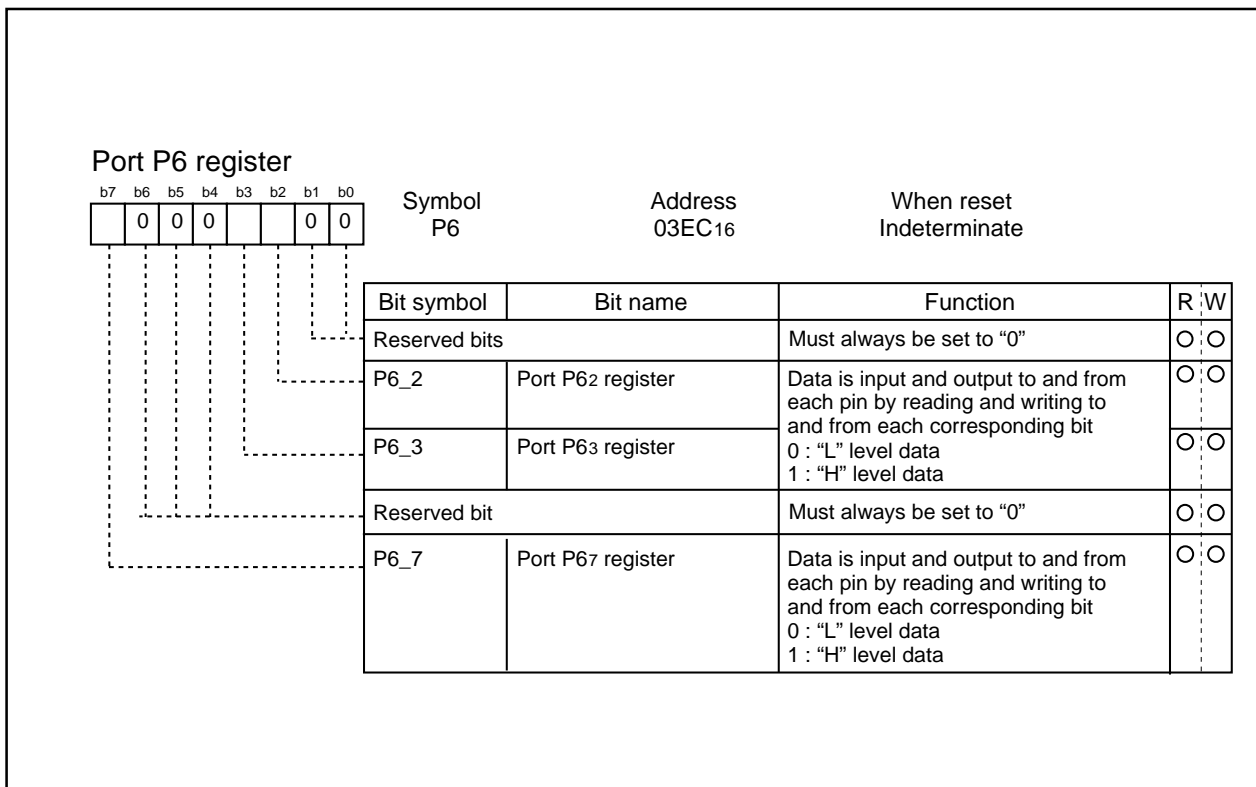 Port P6 register
b7 b6 b5 b4 b3 b2 b1 b0
0 0 0 0 0
Symbol Address When reset
P6 03EC16 Indeterminate
Bit symbol Bit name Function R W
Reserved bits Must always be set to “0” O O
P6_2 Port P62 register Data is input and output to and from O O
each pin by reading and writing to
and from each corresponding bit
P6_3 Port P63 register 0 : “L” level data O O
1 : “H” level data
Reserved bit Must always be set to “0” O O
P6_7 Port P67 register Data is input and output to and from O O
each pin by reading and writing to
and from each corresponding bit
0 : “L” level data
1 : “H” level data